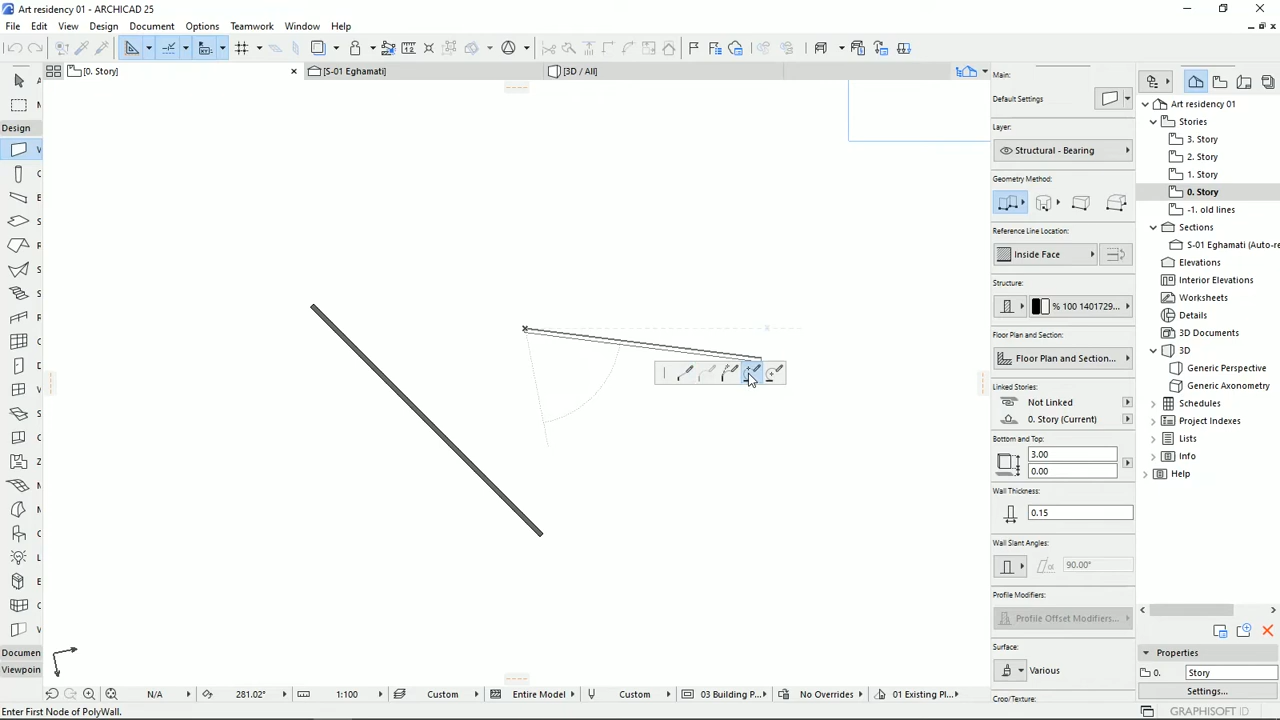 Art residency 01 - ARCHICAD 25
File Edit View Design Document Options Teamwork Window Help
[0. Story]
[S-01 Eghamati]
[3D / All]
Main:
Default Settings
Layer:
Structural - Bearing
Geometry Method:
Reference Line Location:
Inside Face
Structure:
% 100 1401729...
Floor Plan and Section:
Floor Plan and Section...
Linked Stories:
Not Linked
0. Story (Current)
Bottom and Top:
3.00
0.00
Wall Thickness:
0.15
Wall Slant Angles:
90.00°
Profile Modifiers:
Profile Offset Modifiers...
Surface:
Various
Crop/Texture:
Design
Documen
Viewpoin
Art residency 01
Stories
3. Story
2. Story
1. Story
0. Story
-1. old lines
Sections
S-01 Eghamati (Auto-re
Elevations
Interior Elevations
Worksheets
Details
3D Documents
3D
Generic Perspective
Generic Axonometry
Schedules
Project Indexes
Lists
Info
Help
Properties
0. Story
Settings...
N/A 281.02° 1:100 Custom Entire Model Custom 03 Building P... No Overrides 01 Existing Pl...
Enter First Node of PolyWall.
GRAPHISOFT ID